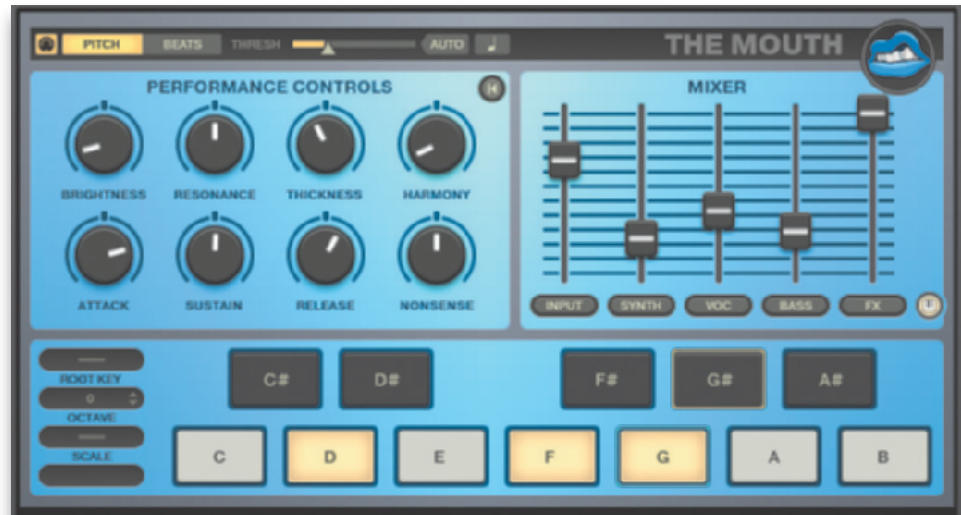 PITCH BEATS THRESH AUTO THE MOUTH
PERFORMANCE CONTROLS
BRIGHTNESS RESONANCE THICKNESS HARMONY
ATTACK SUSTAIN RELEASE NONSENSE
MIXER
INPUT SYNTH VOC BASS FX
ROOT KEY
0
OCTAVE
SCALE
C# D# F# G# A#
C D E F G A B